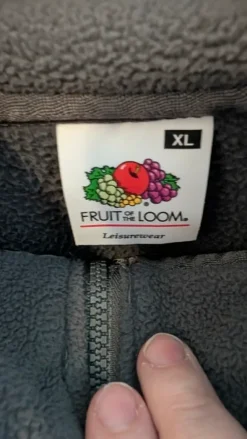 XL
FRUIT OF THE LOOM®
Leisurewear